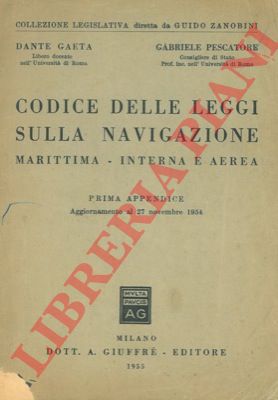 COLLEZIONE LEGISLATIVA diretta da GUIDO ZANOBINI
DANTE GAETA GABRIELE PESCATORE
Libero docente Consigliere di Stato
nell'Università di Roma Prof. inc. nell'Università di Roma
CODICE DELLE LEGGI
SULLA NAVIGAZIONE
MARITTIMA - INTERNA E AEREA
PRIMA APPENDICE
Aggiornamento al 27 novembre 1954
MVLTA
PAVCIS
AG
MILANO
DOTT. A. GIUFFRÈ - EDITORE
1955
LIBRERIA PIANI